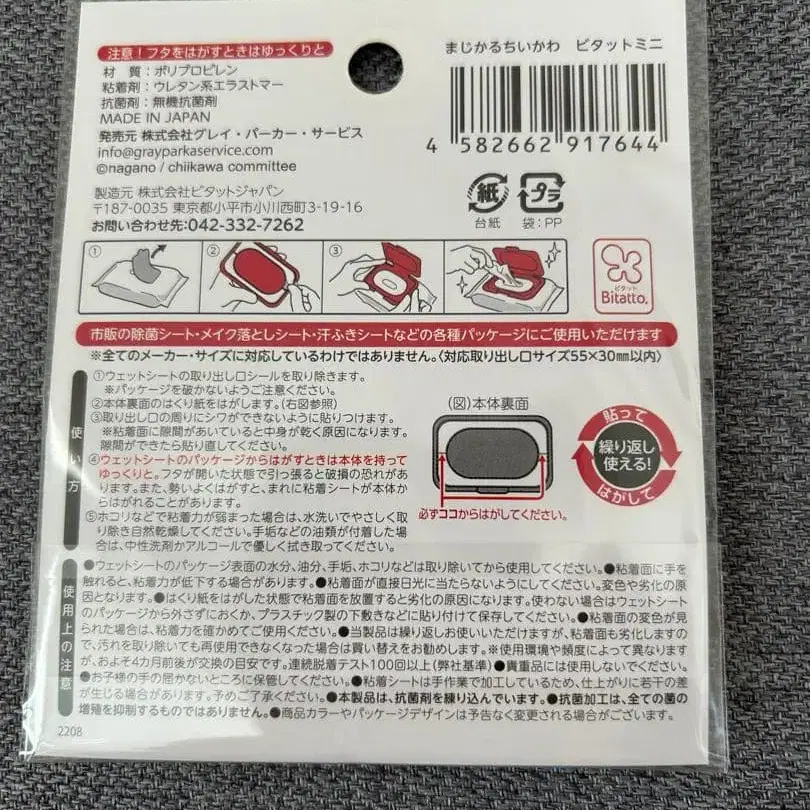 注意！フタをはがすときはゆっくりと
材　質：ポリプロピレン
粘着剤：ウレタン系エラストマー
抗菌剤：無機抗菌剤
MADE IN JAPAN
発売元 株式会社グレイ・パーカー・サービス
info@grayparkaservice.com
©nagano / chiikawa committee
製造元 株式会社ビタットジャパン
〒187-0035 東京都小平市小川西町3-19-16
お問い合わせ先:042-332-7262
まじかるちいかわ　ビタットミニ
4 582662 917644
紙
台紙
プラ
袋：PP
①
②
③
④
ビタット
Bitatto®
市販の除菌シート・メイク落としシート・汗ふきシートなどの各種パッケージにご使用いただけます
※全てのメーカー・サイズに対応しているわけではありません。〈対応取り出し口サイズ55×30㎜以内〉
使い方
①ウェットシートの取り出し口シールを取り除きます。
※パッケージを破かないようご注意ください。
②本体裏面のはくり紙をはがします。（右図参照）
③取り出し口の周りにシワができないように貼りつけます。
※粘着面に隙間があいていると中身が乾く原因になります。
隙間ができたら貼り直してください。
④ウェットシートのパッケージからはがすときは本体を持って
ゆっくりと。フタが開いた状態で引っ張ると破損の恐れがあ
ります。また、勢いよくはがすと、まれに粘着シートが本体か
らはがれることがあります。
⑤ホコリなどで粘着力が弱まった場合は、水洗いでやさしく取
り除き自然乾燥してください。手垢などの油類が付着した場
合は、中性洗剤かアルコールで優しく拭き取ってください。
（図）本体裏面
必ずココからはがしてください。
貼って
繰り返し
使える!
はがして
使用上の注意
●ウェットシートのパッケージ表面の水分、油分、手垢、ホコリなどは取り除いてから使用してください。●粘着面に手を
触れると、粘着力が低下する場合があります。●粘着面が直接日光に当たらないようにしてください。変色や劣化の原
因となります。●はくり紙をはがした状態で粘着面を放置すると劣化の原因になります。使わない場合はウェットシート
のパッケージから外さずにおくか、プラスチック製の下敷きなどに貼り付けて保存してください。●粘着面の変色が見
られた場合は、粘着力を確かめてご使用ください。●当製品は繰り返しお使いいただけますが、粘着面も劣化しますの
で、汚れを取り除いても再使用できなくなった場合は買い替えをお勧めします。※使用環境や頻度によって異なります
が、およそ4カ月前後が交換の目安です。連続脱着テスト100回以上(弊社基準)●貴重品には使用しないでください。
●お子様の手の届かないところに保管してください。●粘着シートは手作業で加工しているため、仕上がりに若干の差
が生じる場合があります。予めご了承ください。●本製品は、抗菌剤を練り込んでいます。●抗菌加工は、全ての菌の
増殖を抑制するものではありません。●商品カラーやパッケージデザインは予告なく変更される場合がございます。
2208